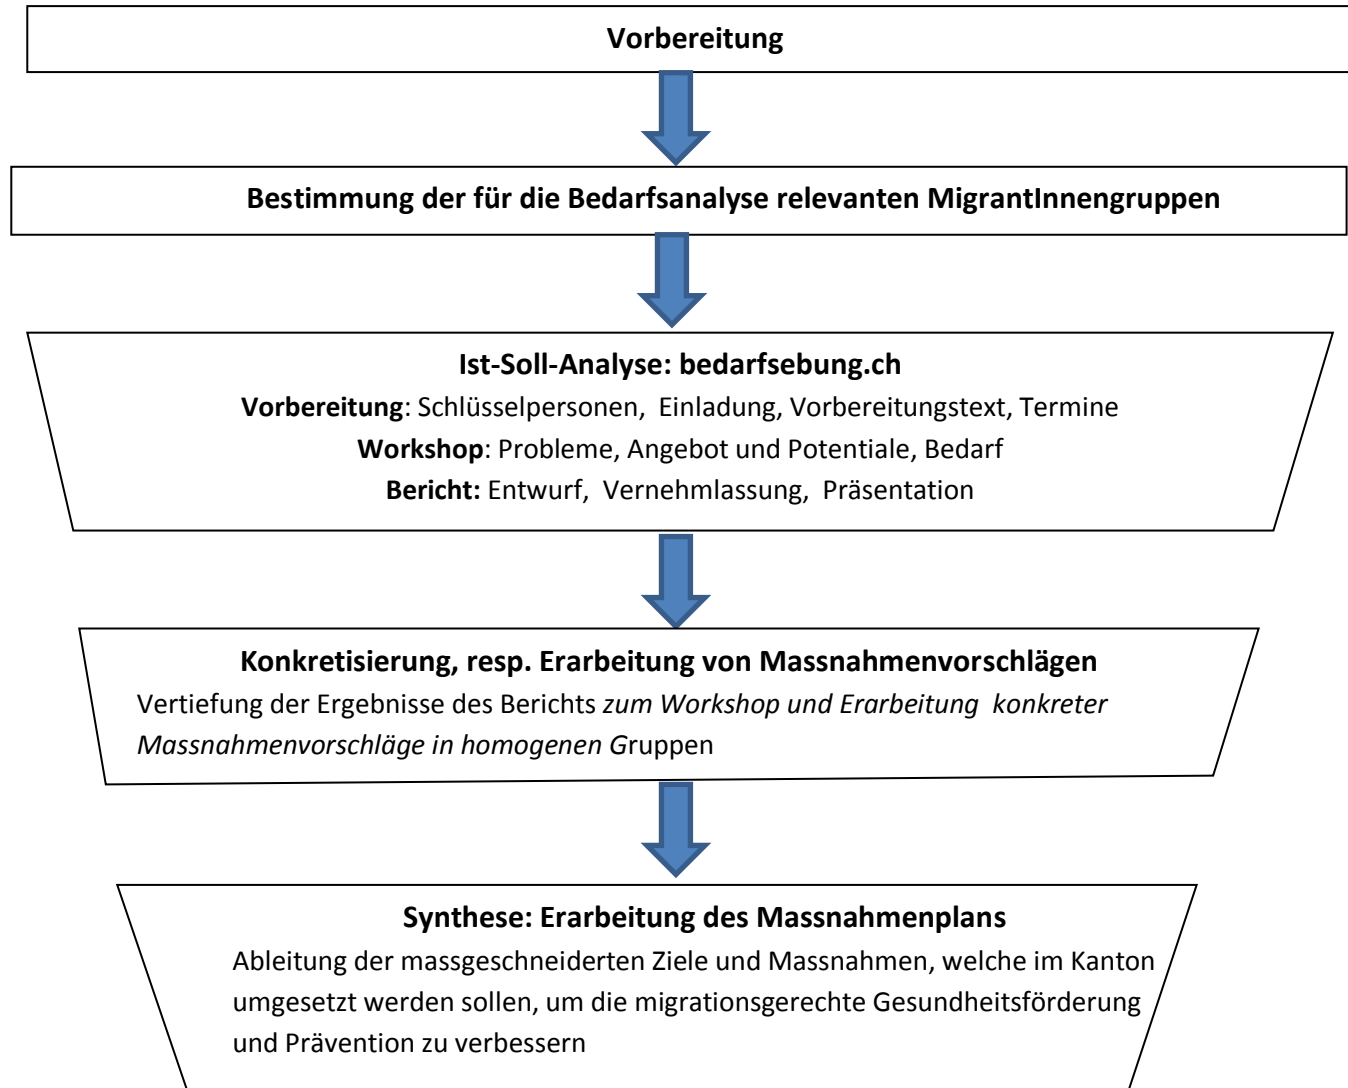 Vorbereitung
Bestimmung der für die Bedarfsanalyse relevanten MigrantInnengruppen
Ist-Soll-Analyse: bedarfsebung.ch
Vorbereitung: Schlüsselpersonen, Einladung, Vorbereitungstext, Termine
Workshop: Probleme, Angebot und Potentiale, Bedarf
Bericht: Entwurf, Vernehmlassung, Präsentation
Konkretisierung, resp. Erarbeitung von Massnahmenvorschlägen
Vertiefung der Ergebnisse des Berichts zum Workshop und Erarbeitung konkreter
Massnahmenvorschläge in homogenen Gruppen
Synthese: Erarbeitung des Massnahmenplans
Ableitung der massgeschneiderten Ziele und Massnahmen, welche im Kanton
umgesetzt werden sollen, um die migrationsgerechte Gesundheitsförderung
und Prävention zu verbessern